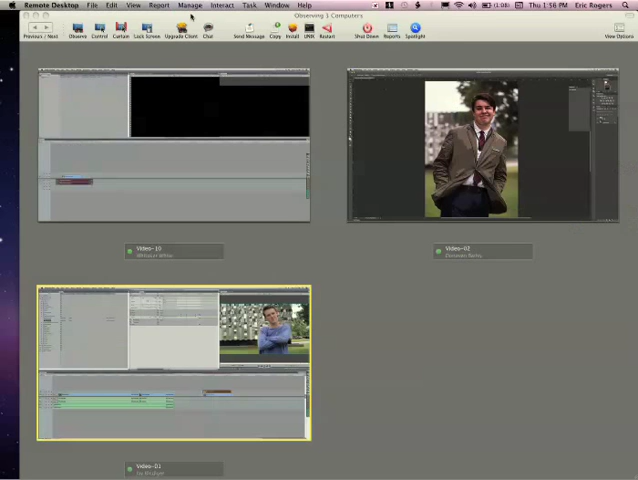 Remote Desktop File Edit View Report Manage Interact Task Window Help
(1:08) Thu 1:56 PM Eric Rogers
Observing 3 Computers
Previous / Next Observe Control Curtain Lock Screen Upgrade Client Chat Send Message Copy Install UNIX Restart Shut Down Reports Spotlight View Options
Video-10
Video-02
Video-01